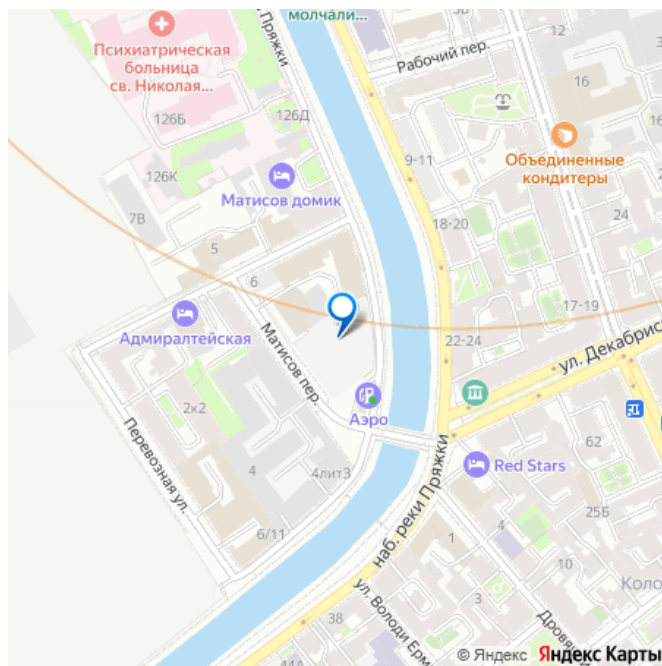 молчали...
Психиатрическая
больница
св. Николая...
Пряжки
Рабочий пер.
16
126Б
126Д
9-11
Объединенные
кондитеры
126К
Матисов домик
7В
18-20
24
5
6
17-19
Адмиралтейская
22-24
ул. Декабрис
Матисов пер.
Аэро
2к2
62
Перевозная ул.
4
4лит3
Red Stars
25Б
6/11
наб. реки Пряжки
1
4
Коло
3
38
ул. Володи Ерм
Дровян
44А
© Яндекс Яндекс Карты